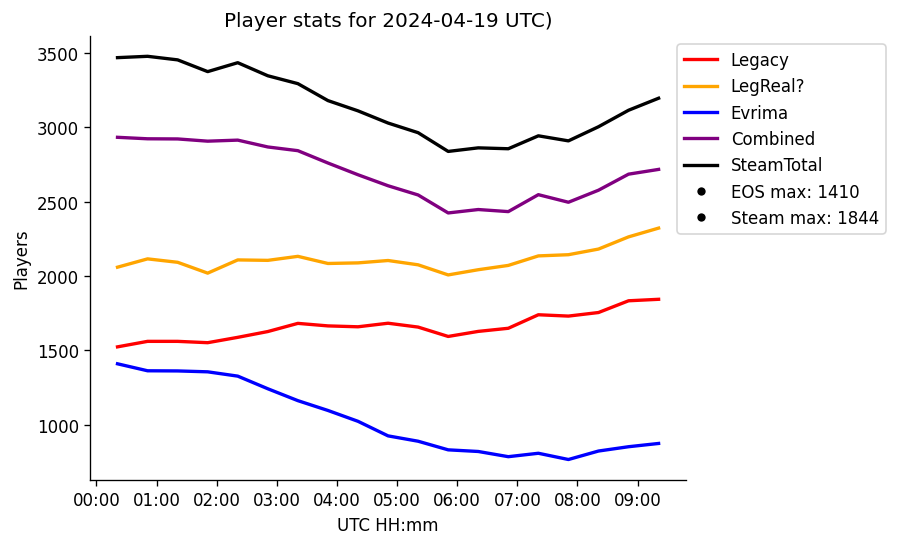 Player stats for 2024-04-19 UTC)
3500
3000
2500
2000
1500
1000
Players
00:00 01:00 02:00 03:00 04:00 05:00 06:00 07:00 08:00 09:00
UTC HH:mm
Legacy
LegReal?
Evrima
Combined
SteamTotal
EOS max: 1410
Steam max: 1844